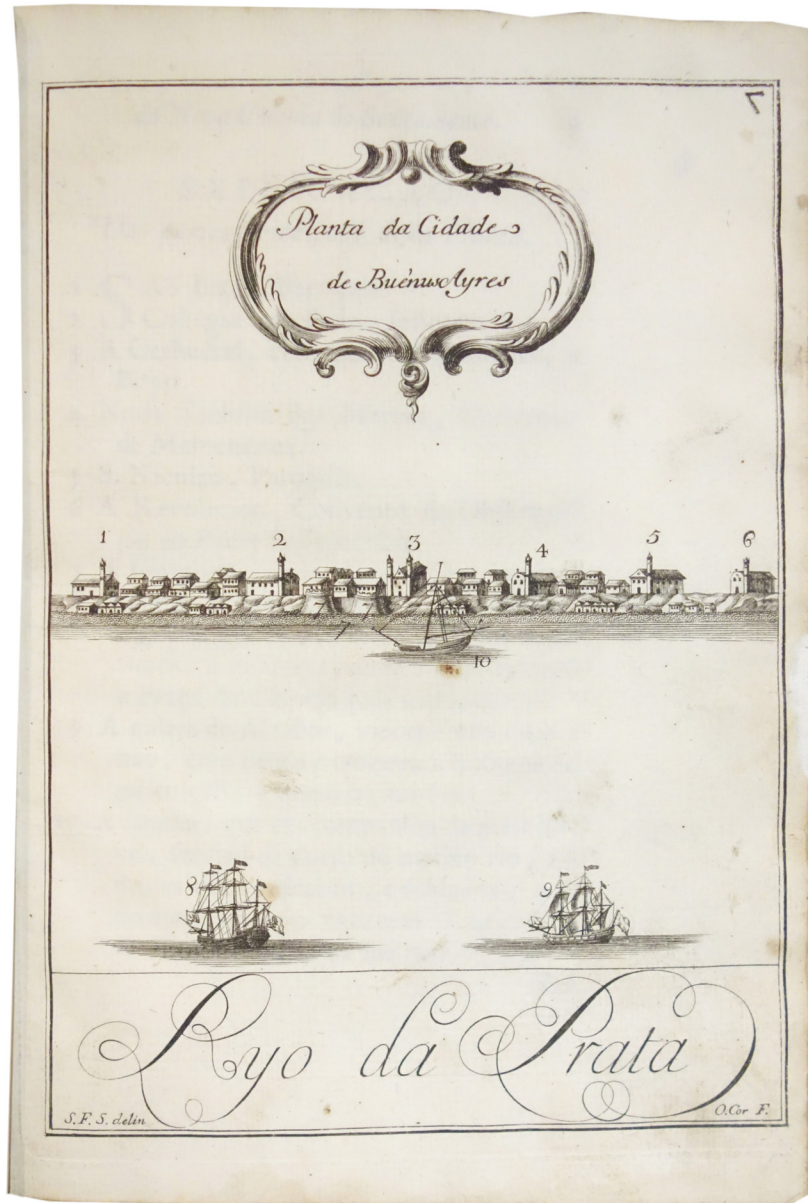 7
Planta da Cidade
de Buénus Ayres
1 2 3 4 5 6
7
10
8 9
Ryo da Prata
S. F. S. delin
O. Cor F.